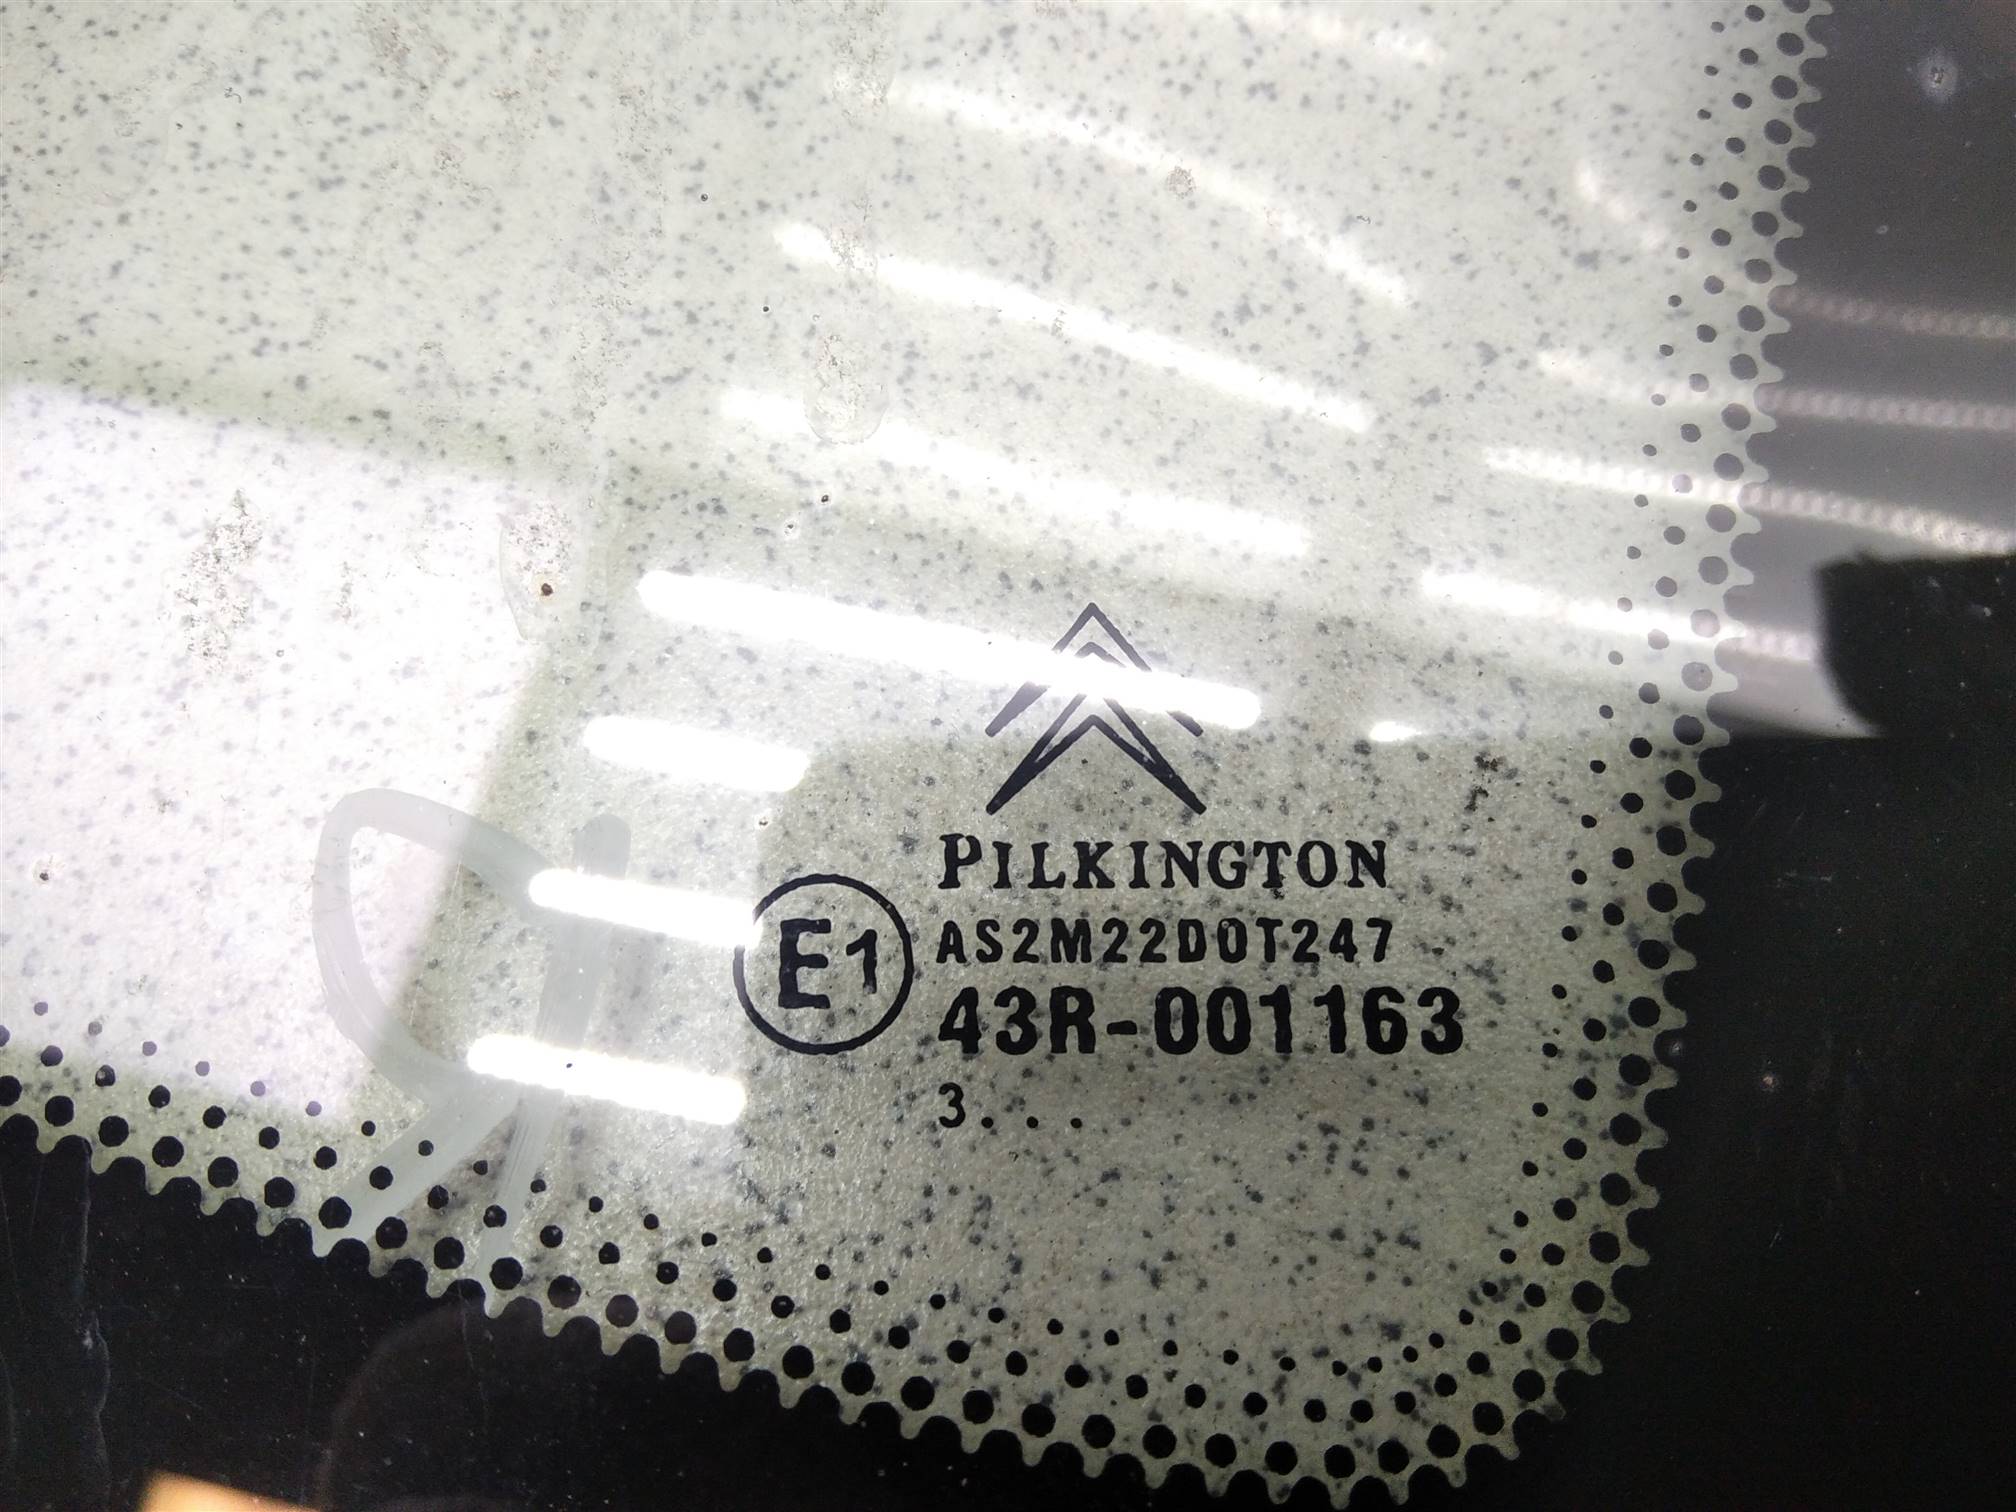 PILKINGTON
E1
AS2M22DOT247
43R-001163
3...